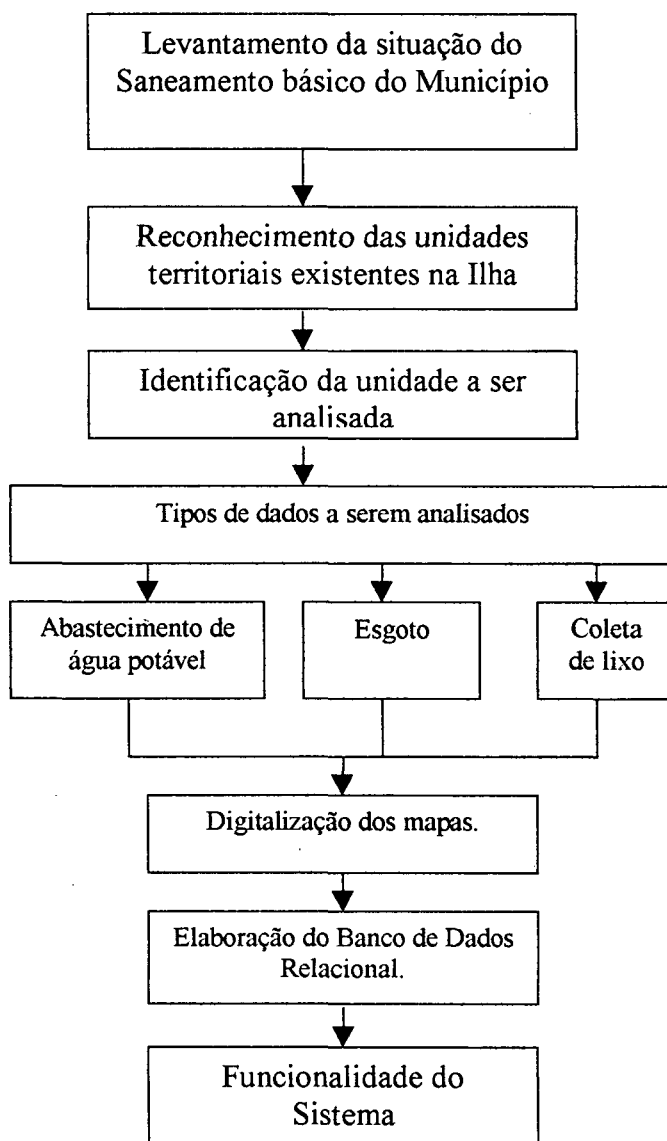 Levantamento da situação do
Saneamento básico do Município
Reconhecimento das unidades
territoriais existentes na Ilha
Identificação da unidade a ser
analisada
Tipos de dados a serem analisados
Abastecimento de
água potável
Esgoto
Coleta
de lixo
Digitalização dos mapas.
Elaboração do Banco de Dados
Relacional.
Funcionalidade do
Sistema